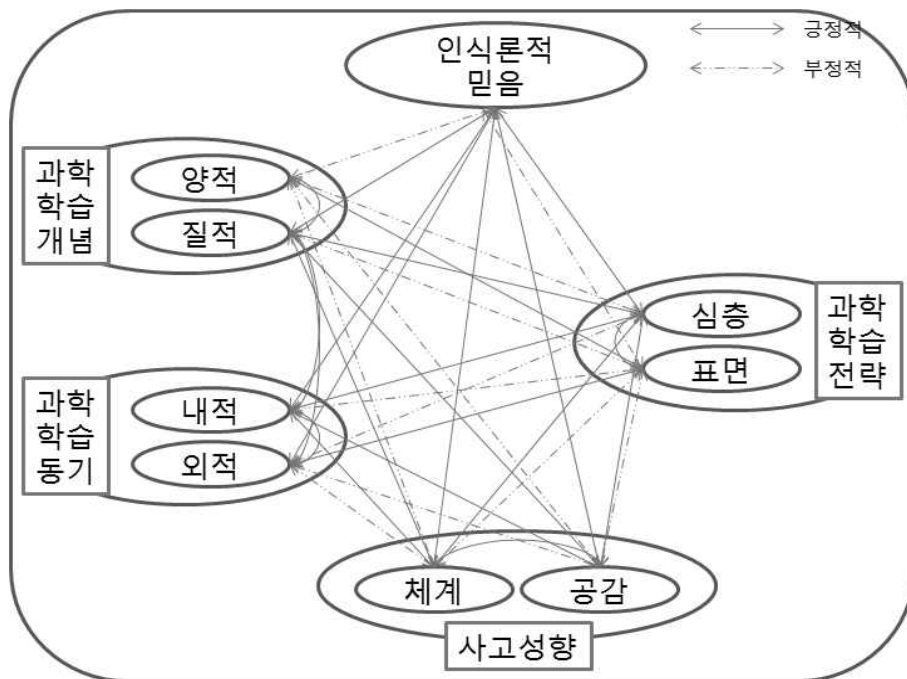 인식론적
믿음
긍정적
부정적
과학
학습
개념
양적
질적
심층
표면
과학
학습
전략
과학
학습
동기
내적
외적
체계
공감
사고성향